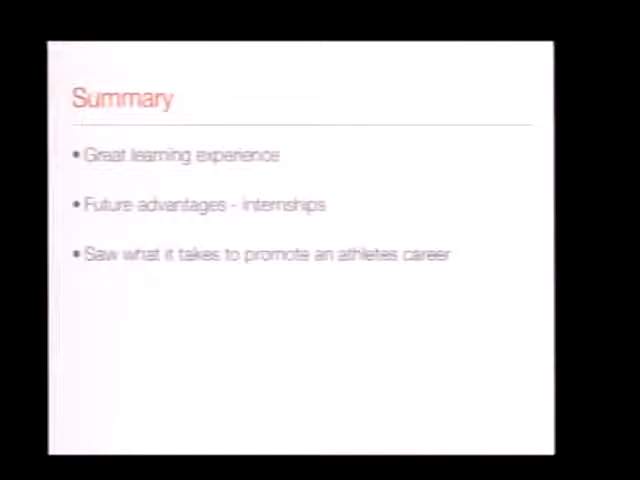 Summary
• Great learning experience
• Future advantages - internships
• Saw what it takes to promote an athletes career